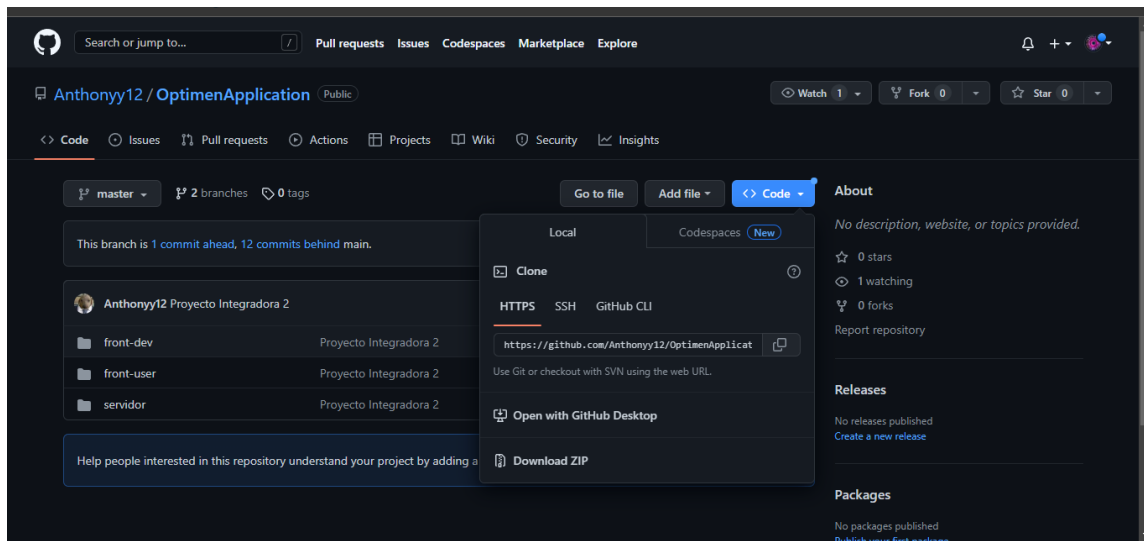 Search or jump to... / Pull requests Issues Codespaces Marketplace Explore
Anthonyy12 / OptimenApplication Public
Watch 1 Fork 0 Star 0
Code Issues Pull requests Actions Projects Wiki Security Insights
master 2 branches 0 tags Go to file Add file Code
This branch is 1 commit ahead, 12 commits behind main.
Anthonyy12 Proyecto Integradora 2
front-dev Proyecto Integradora 2
front-user Proyecto Integradora 2
servidor Proyecto Integradora 2
Help people interested in this repository understand your project by adding a
Local Codespaces New
Clone
HTTPS SSH GitHub CLI
https://github.com/Anthonyy12/OptimenApplicat
Use Git or checkout with SVN using the web URL.
Open with GitHub Desktop
Download ZIP
About
No description, website, or topics provided.
0 stars
1 watching
0 forks
Report repository
Releases
No releases published
Create a new release
Packages
No packages published
Publish your first package